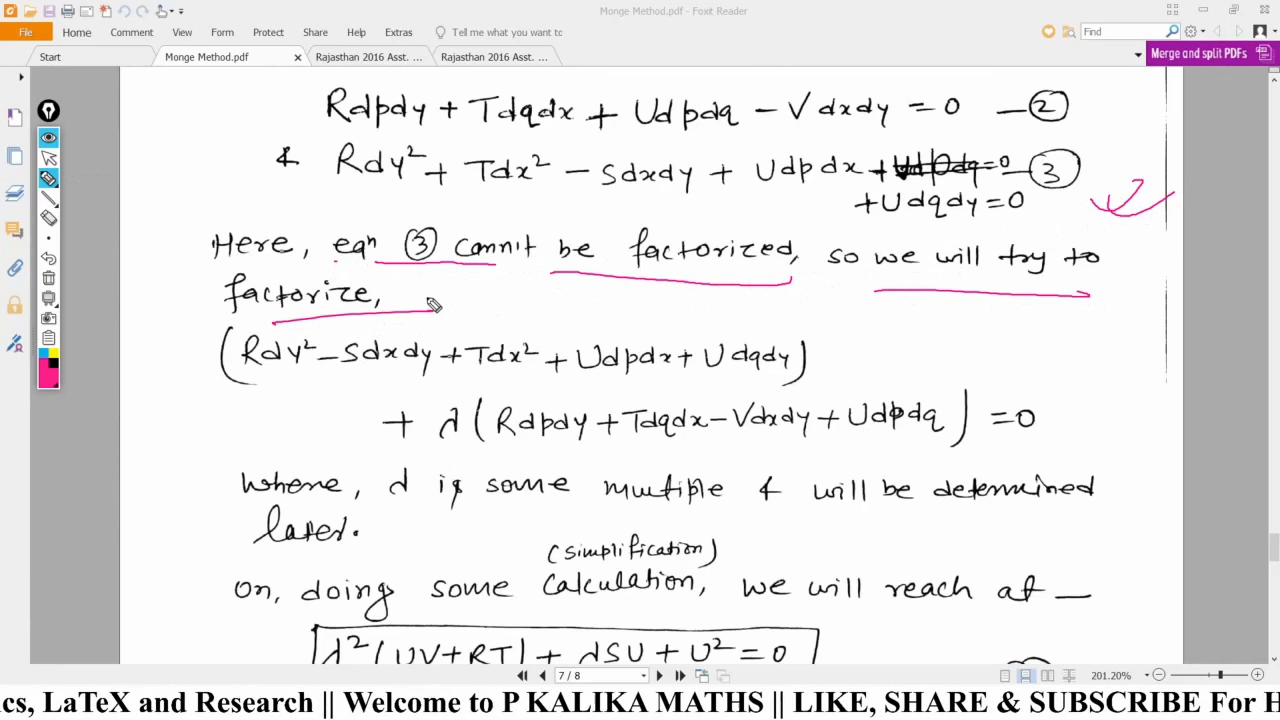 Monge Method.pdf - Foxit Reader
File Home Comment View Form Protect Share Help Extras Tell me what you want to Find
Start Monge Method.pdf Rajasthan 2016 Asst. ... Rajasthan 2016 Asst. ... Merge and split PDFs
Rdpdy + Tdqdx + Udpdq - Vdxdy = 0 — ②
& Rdy² + Tdx² - Sdxdy + Udpdx — ③
+ Udqdy = 0
Here, eqn ③ cannit be factorized, so we will try to
factorize,
(Rdy² - Sdxdy + Tdx² + Udpdx + Udqdy)
+ λ(Rdpdy + Tdqdx - Vdxdy + Udpdq) = 0
Where, λ is some multiple & will be determined
later.
(simplification)
On, doing some calculation, we will reach at —
λ²(UV+RT) + λSU + U² = 0
7 / 8 201.20%
cs, LaTeX and Research || Welcome to P KALIKA MATHS || LIKE, SHARE & SUBSCRIBE For H